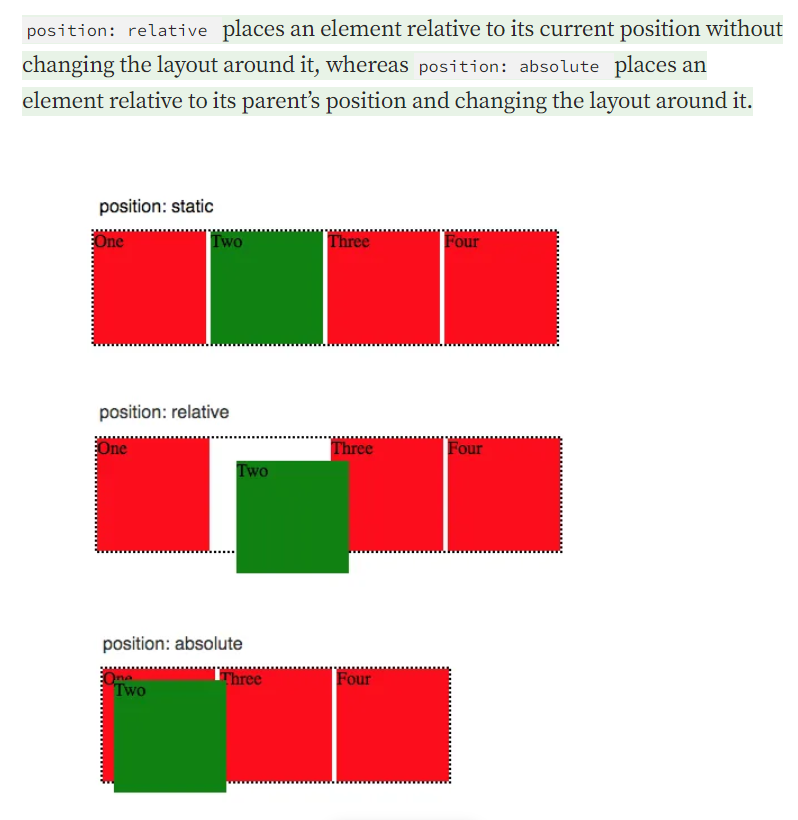 position: relative places an element relative to its current position without
changing the layout around it, whereas position: absolute places an
element relative to its parent’s position and changing the layout around it.
position: static
One Two Three Four
position: relative
One Three Four
Two
position: absolute
One Three Four
Two